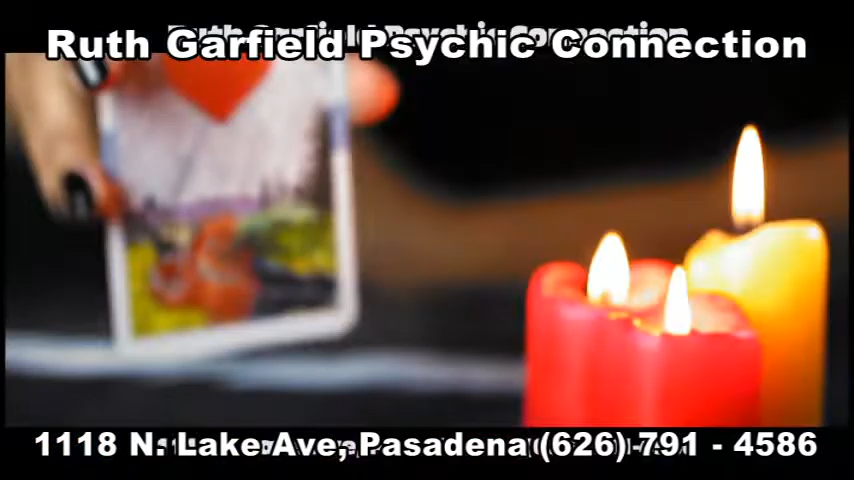 Ruth Garfield Psychic Connection
1118 N. Lake Ave, Pasadena (626) 791 - 4586